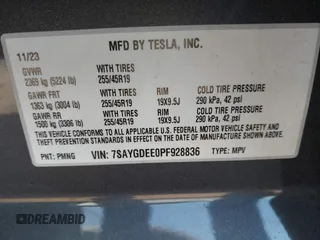 MFD BY TESLA, INC.
11/23
GVWR WITH TIRES
2369 kg (5224 lb) 255/45R19
GAWR FRT WITH TIRES RIM COLD TIRE PRESSURE
1363 kg (3004 lb) 255/45R19 19X9.5J 290 kPa, 42 psi
GAWR RR WITH TIRES RIM COLD TIRE PRESSURE
1508 kg (3386 lb) 255/45R19 19X9.5J 290 kPa, 42 psi
THIS VEHICLE CONFORMS TO ALL APPLICABLE U.S. FEDERAL MOTOR VEHICLE SAFETY
AND THEFT PREVENTION STANDARDS IN EFFECT ON THE DATE OF MANUFACTURE SHOWN ABOVE.
PNT: PMNG VIN: 7SAYGDEE0PF928836 TYPE: MPV
©DREAMBID